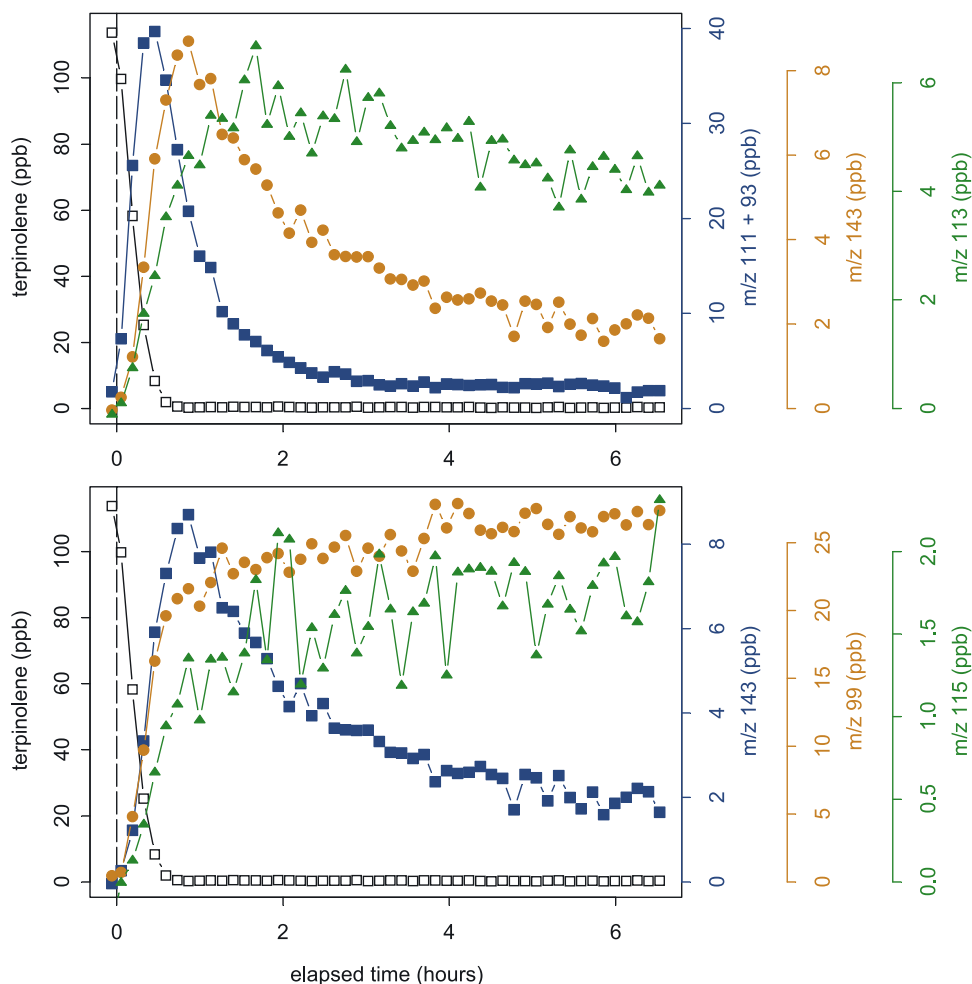 0 20 40 60 80 100
terpinolene (ppb)
0 2 4 6
0 10 20 30 40
m/z 111 + 93 (ppb)
0 2 4 6 8
m/z 143 (ppb)
0 2 4 6
m/z 113 (ppb)
0 20 40 60 80 100
terpinolene (ppb)
0 2 4 6
elapsed time (hours)
0 2 4 6 8
m/z 143 (ppb)
0 5 10 15 20 25
m/z 99 (ppb)
0.0 0.5 1.0 1.5 2.0
m/z 115 (ppb)